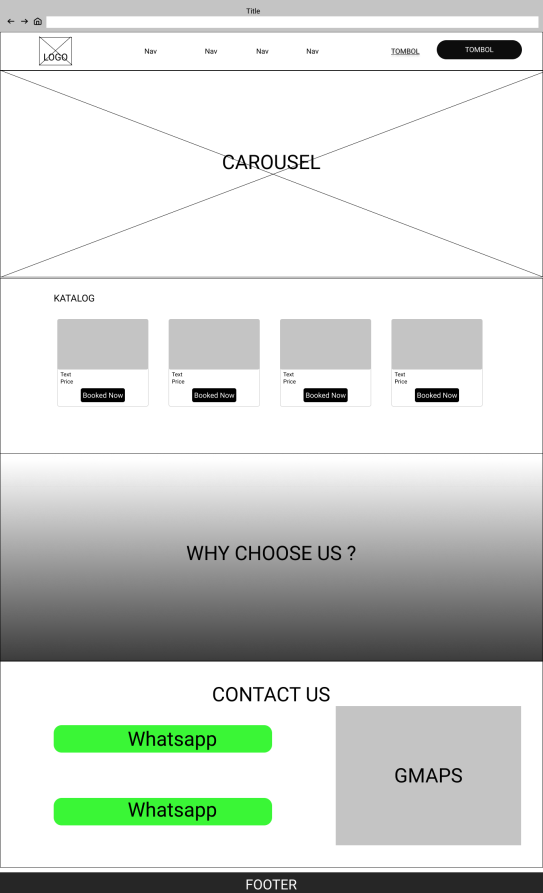 Title
LOGO
Nav
Nav
Nav
Nav
TOMBOL
TOMBOL
CAROUSEL
KATALOG
Text
Price
Booked Now
Text
Price
Booked Now
Text
Price
Booked Now
Text
Price
Booked Now
WHY CHOOSE US ?
CONTACT US
Whatsapp
Whatsapp
GMAPS
FOOTER